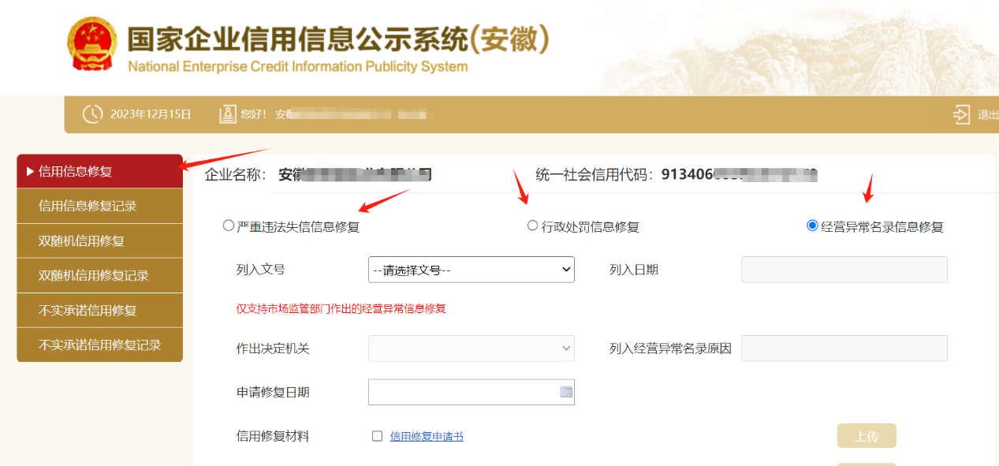 国家企业信用信息公示系统(安徽)
National Enterprise Credit Information Publicity System
2023年12月15日 您好! 安徽 退出
信用信息修复
信用信息修复记录
双随机信用修复
双随机信用修复记录
不实承诺信用修复
不实承诺信用修复记录
企业名称: 安徽 统一社会信用代码: 913406
严重违法失信信息修复 行政处罚信息修复 经营异常名录信息修复
列入文号 --请选择文号-- 列入日期
仅支持市场监管部门作出的经营异常信息修复
作出决定机关 列入经营异常名录原因
申请修复日期
信用修复材料 信用修复申请书 上传